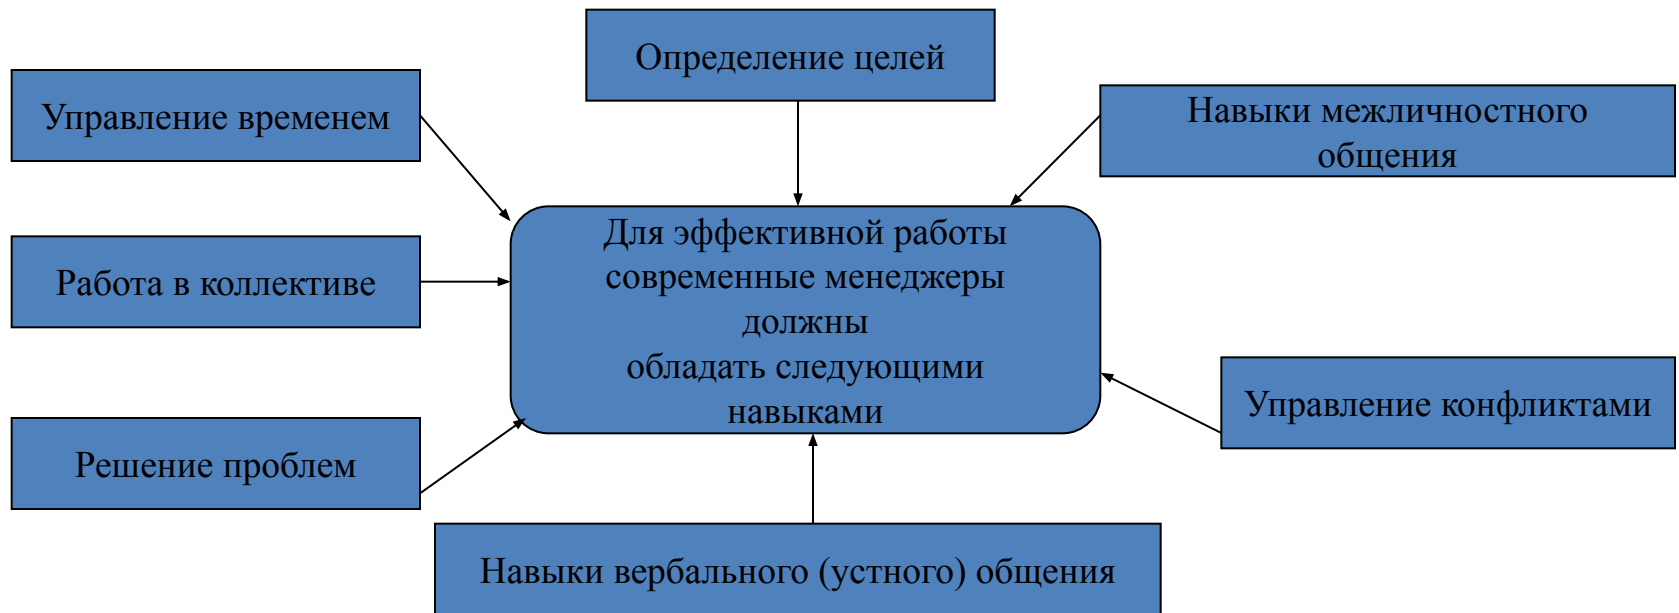 Определение целей
Управление временем
Навыки межличностного
общения
Для эффективной работы
современные менеджеры
должны
обладать следующими
навыками
Работа в коллективе
Управление конфликтами
Решение проблем
Навыки вербального (устного) общения